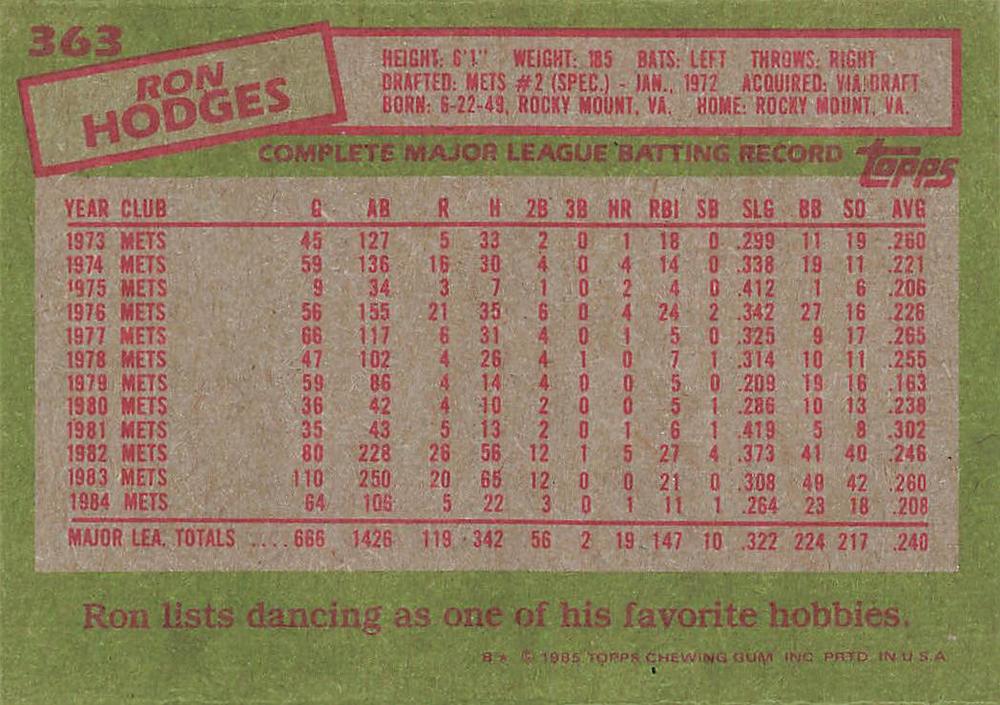 363
RON
HODGES
HEIGHT: 6'1" WEIGHT: 185 BATS: LEFT THROWS: RIGHT
DRAFTED: METS #2 (SPEC.) - JAN., 1972 ACQUIRED: VIA DRAFT
BORN: 6-22-49, ROCKY MOUNT, VA. HOME: ROCKY MOUNT, VA.
COMPLETE MAJOR LEAGUE BATTING RECORD
Topps
YEAR CLUB G AB R H 2B 3B HR RBI SB SLG BB SO AVG
1973 METS 45 127 5 33 2 0 1 18 0 .299 11 19 .260
1974 METS 59 136 16 30 4 0 4 14 0 .338 19 11 .221
1975 METS 9 34 3 7 1 0 2 4 0 .412 1 6 .206
1976 METS 56 155 21 35 6 0 4 24 2 .342 27 16 .226
1977 METS 66 117 6 31 4 0 1 5 0 .325 9 17 .265
1978 METS 47 102 4 26 4 1 0 7 1 .314 10 11 .255
1979 METS 59 86 4 14 4 0 0 5 0 .209 19 16 .163
1980 METS 36 42 4 10 2 0 0 5 1 .286 10 13 .238
1981 METS 35 43 5 13 2 0 1 6 1 .419 5 8 .302
1982 METS 80 228 26 56 12 1 5 27 4 .373 41 40 .246
1983 METS 110 250 20 65 12 0 0 21 0 .308 49 42 .260
1984 METS 64 106 5 22 3 0 1 11 1 .264 23 18 .208
MAJOR LEA. TOTALS ....666 1426 119 342 56 2 19 147 10 .322 224 217 .240
Ron lists dancing as one of his favorite hobbies.
B* © 1985 TOPPS CHEWING GUM INC PRTD. IN U S A